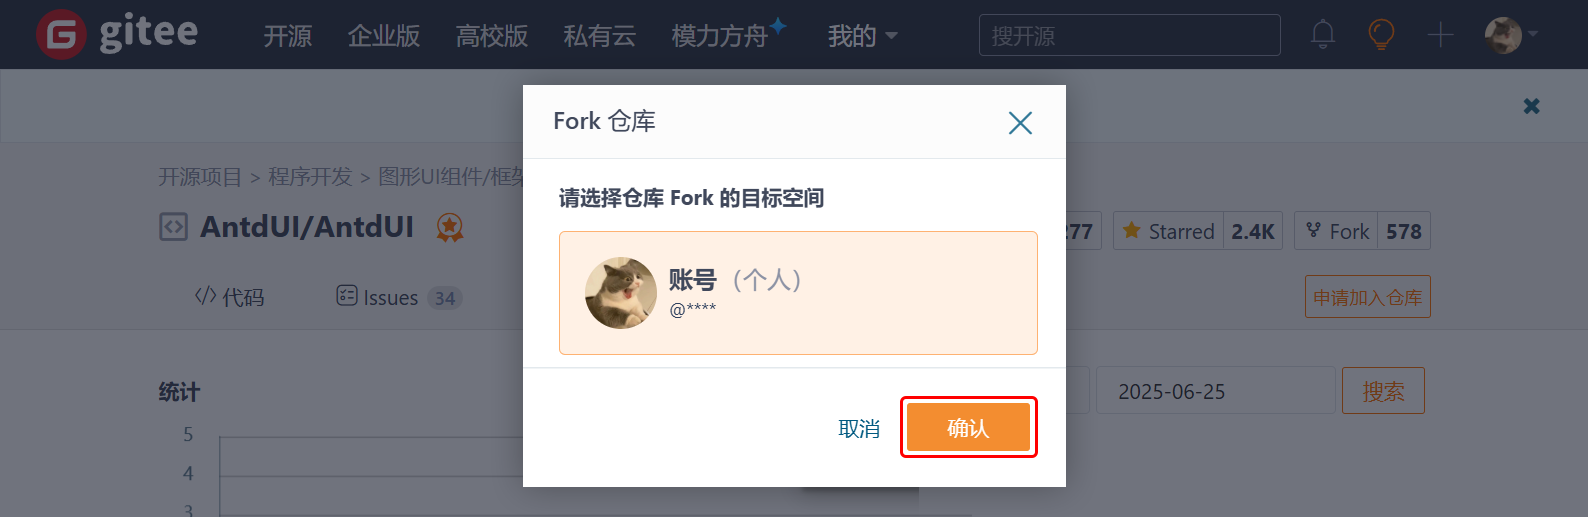 gitee 开源 企业版 高校版 私有云 模力方舟 我的 搜开源
Fork 仓库
开源项目 > 程序开发 > 图形UI组件/框架
请选择仓库 Fork 的目标空间
AntdUI/AntdUI
277 Starred 2.4K Fork 578
账号（个人）
@****
代码 Issues 34
申请加入仓库
统计
2025-06-25 搜索
取消 确认
5
4
3